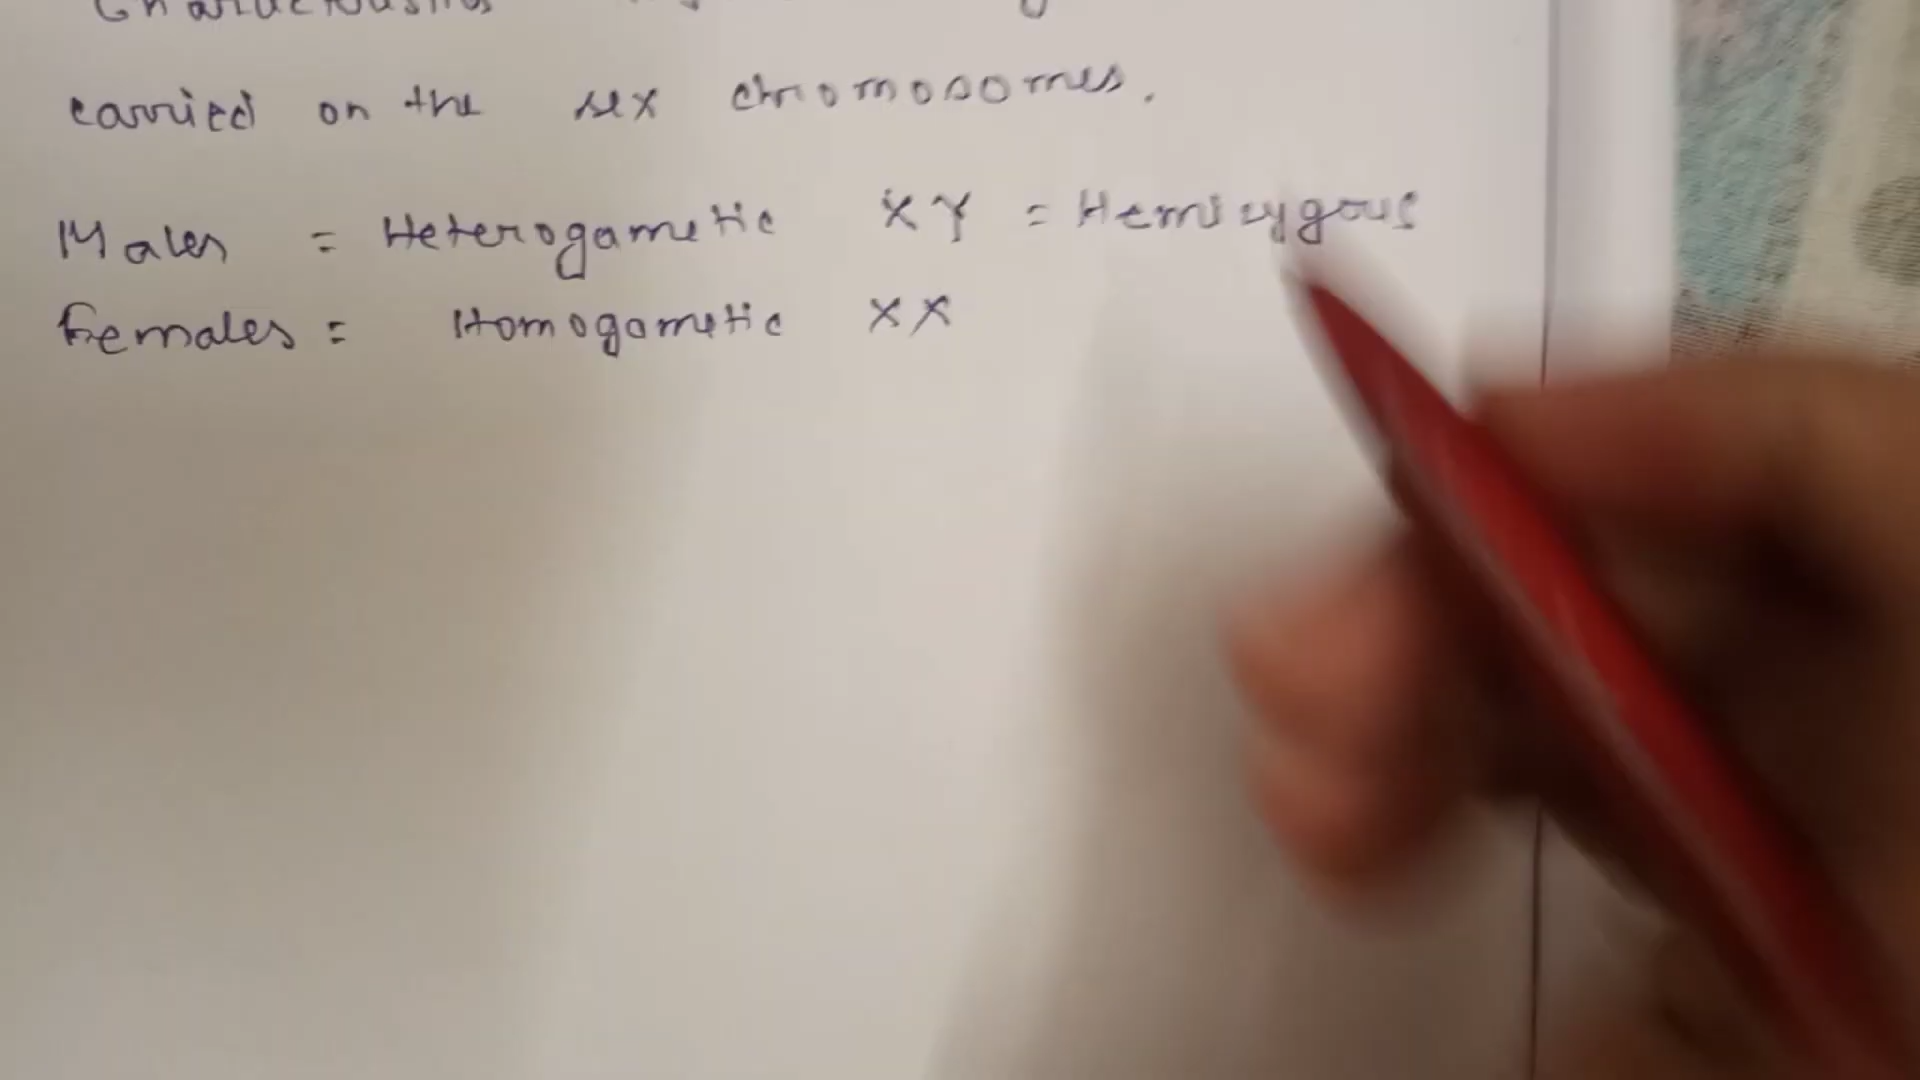 carried on the sex chromosomes.
Males = Heterogametic XY = Hemizygous
Females = Homogametic XX